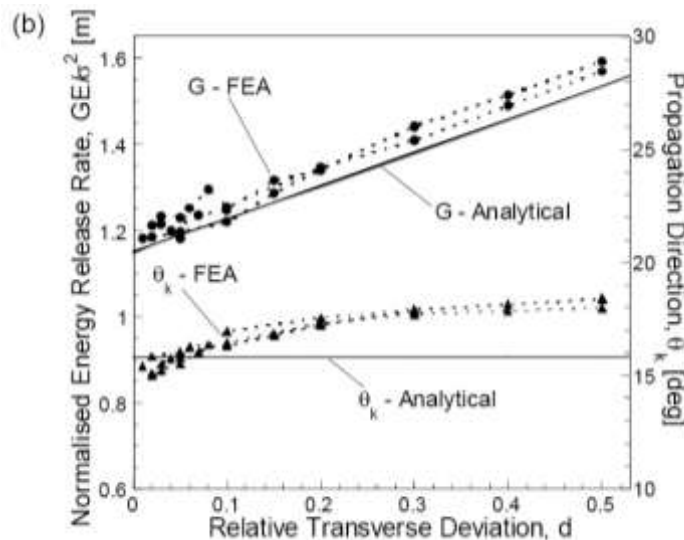 (b)
Normalised Energy Release Rate, GE/σ² [m]
1.6
1.4
1.2
1
0.8
0.6
G - FEA
G - Analytical
θk - FEA
θk - Analytical
30
25
20
15
10
Propagation Direction, θk [deg]
0
0.1
0.2
0.3
0.4
0.5
Relative Transverse Deviation, d